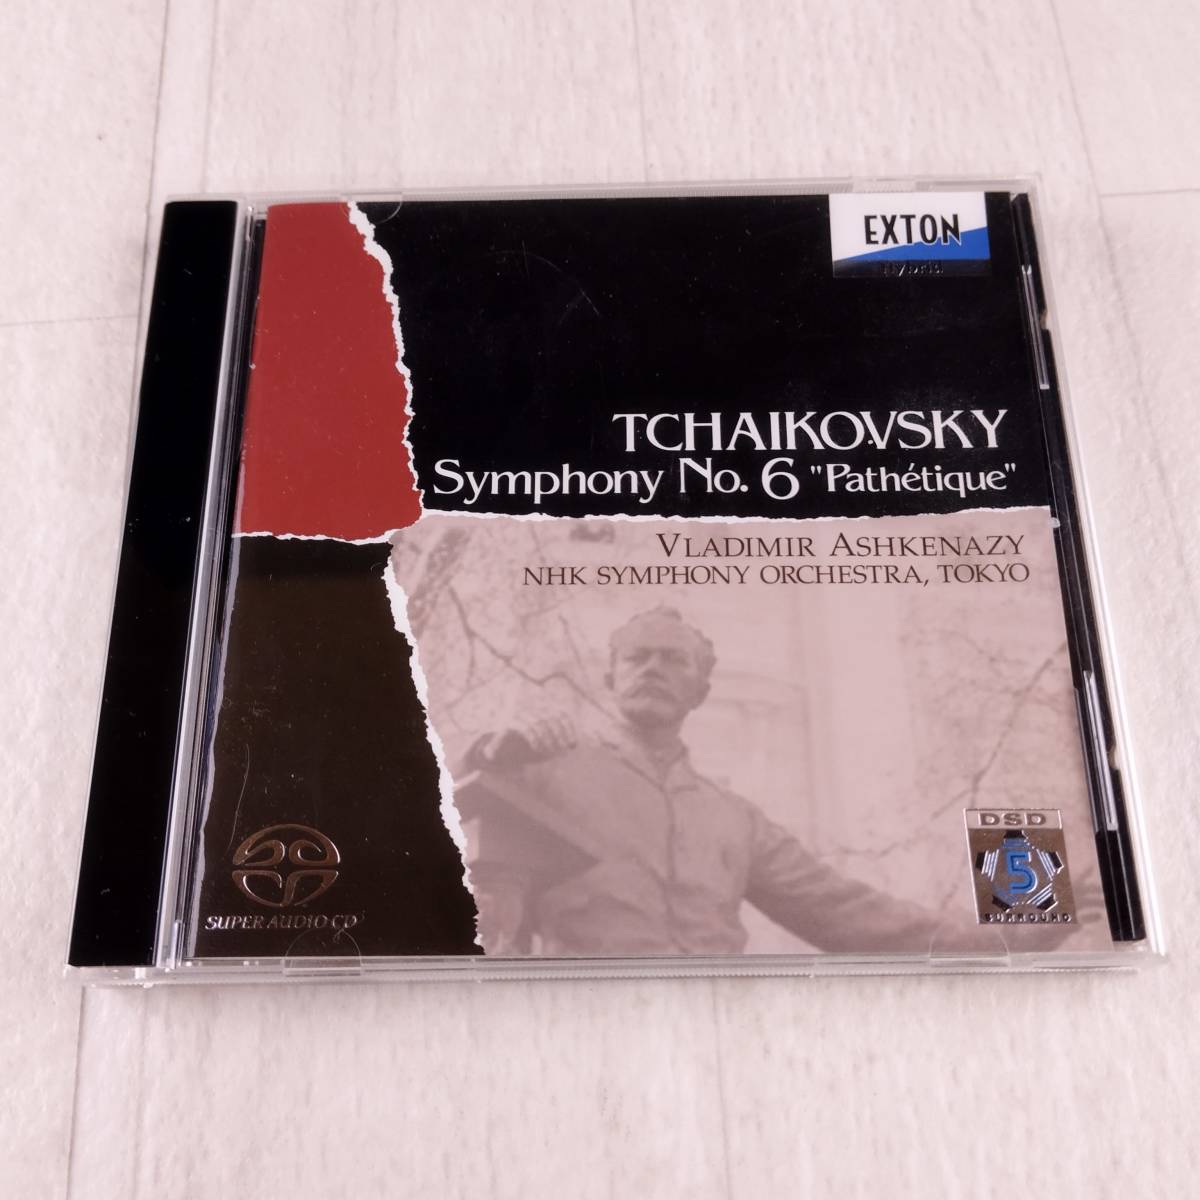 EXTON
Hybrid
TCHAIKOVSKY
Symphony No. 6 "Pathétique"
VLADIMIR ASHKENAZY
NHK SYMPHONY ORCHESTRA, TOKYO
SUPER AUDIO CD
DSD
5
SURROUND